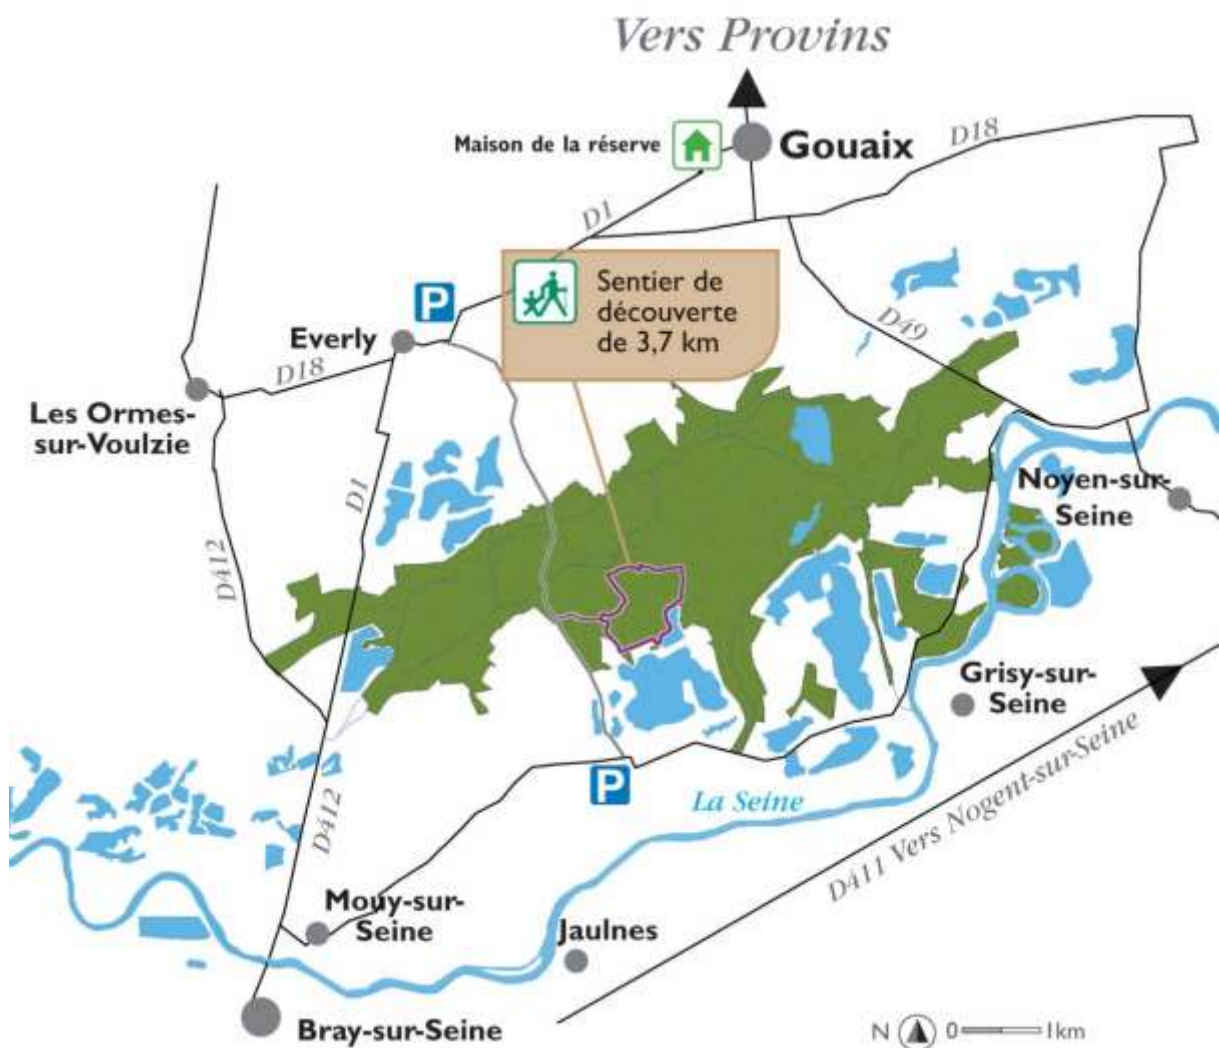 Vers Provins
Maison de la réserve
Gouaix
D18
D1
Sentier de
découverte
de 3,7 km
P
Everly
D18
D49
Les Ormes-
sur-Voulzie
D1
D412
Noyen-sur-
Seine
Grisy-sur-
Seine
P
La Seine
D412
D411 Vers Nogent-sur-Seine
Mouy-sur-
Seine
Jaulnes
Bray-sur-Seine
N 0 1km